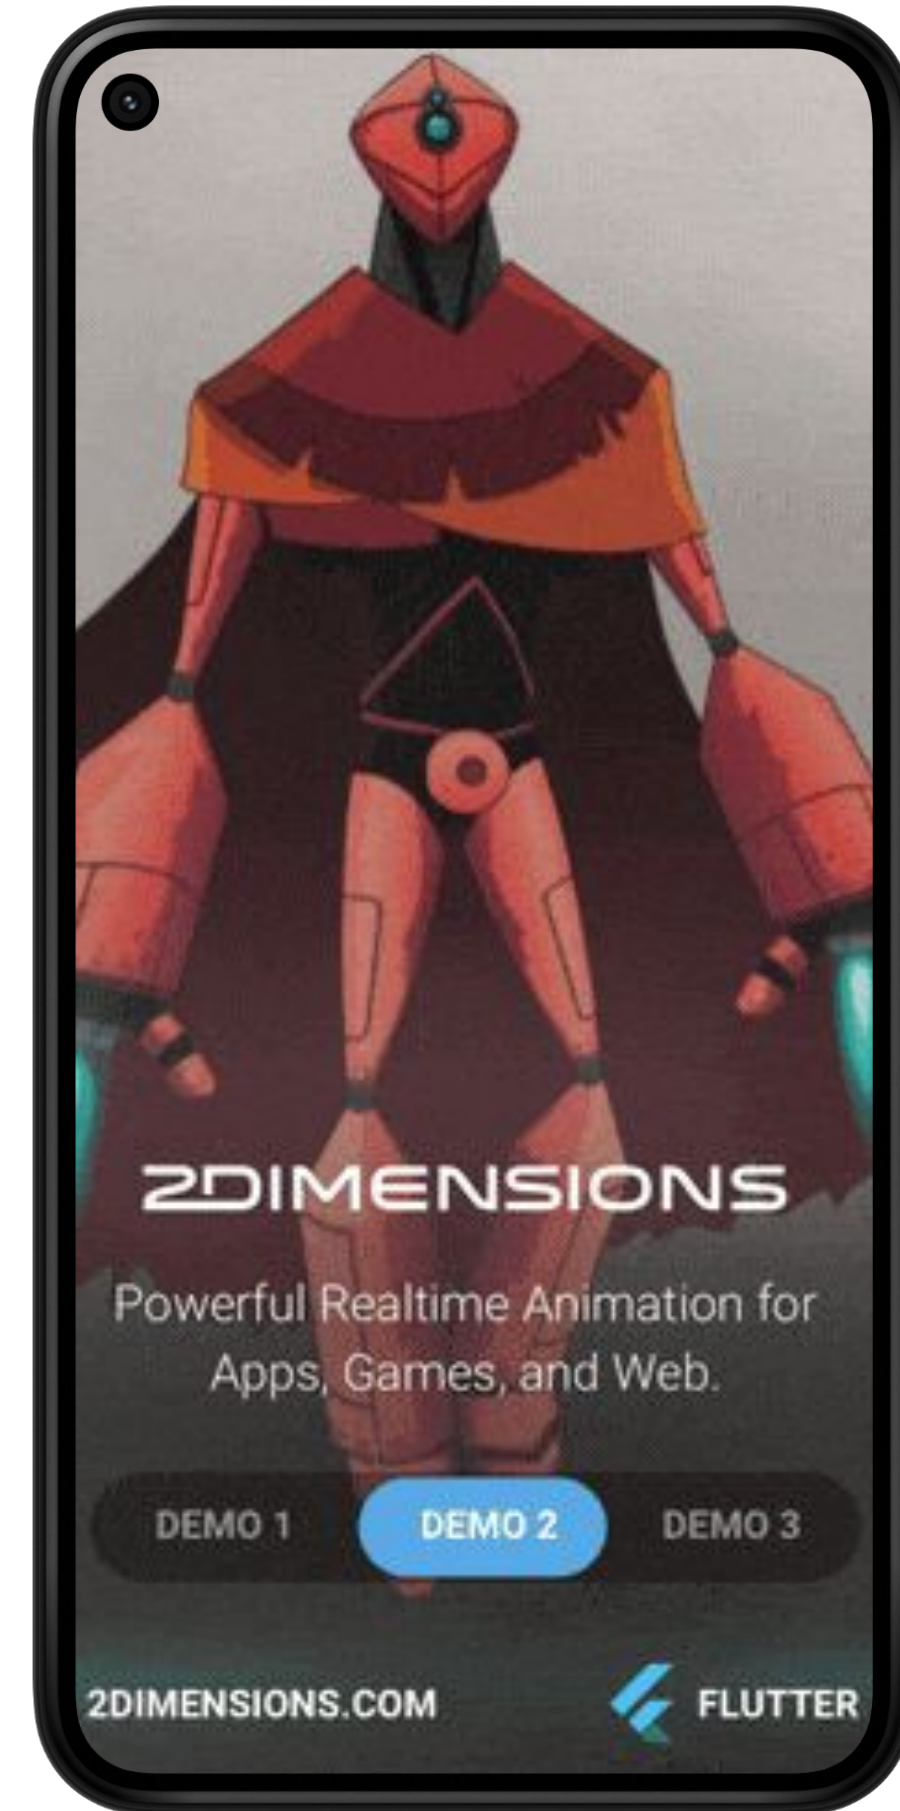 2DIMENSIONS
Powerful Realtime Animation for
Apps, Games, and Web.
DEMO 1 DEMO 2 DEMO 3
2DIMENSIONS.COM FLUTTER